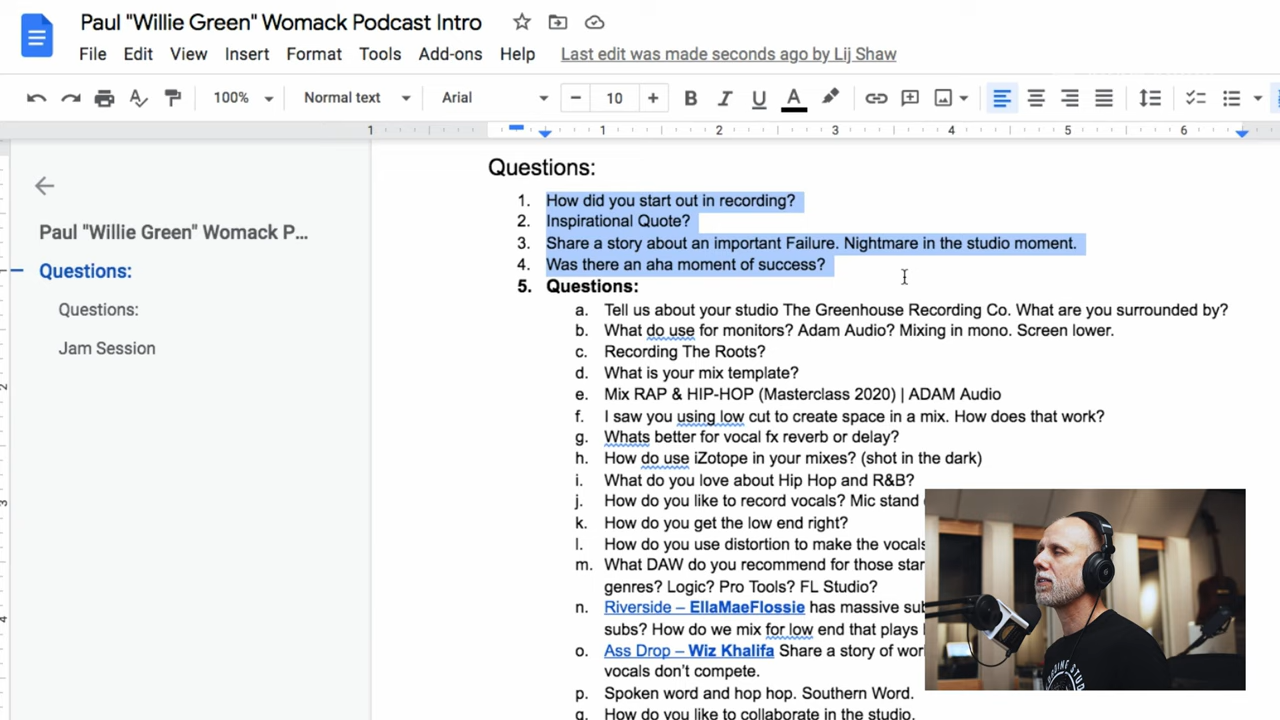 Paul "Willie Green" Womack Podcast Intro
File Edit View Insert Format Tools Add-ons Help Last edit was made seconds ago by Lij Shaw
100% Normal text Arial 10
1 1 2 3 4 5 6
Paul "Willie Green" Womack P...
Questions:
Questions:
Jam Session
2
3
4
Questions:
1. How did you start out in recording?
2. Inspirational Quote?
3. Share a story about an important Failure. Nightmare in the studio moment.
4. Was there an aha moment of success?
5. Questions:
a. Tell us about your studio The Greenhouse Recording Co. What are you surrounded by?
b. What do use for monitors? Adam Audio? Mixing in mono. Screen lower.
c. Recording The Roots?
d. What is your mix template?
e. Mix RAP & HIP-HOP (Masterclass 2020) | ADAM Audio
f. I saw you using low cut to create space in a mix. How does that work?
g. Whats better for vocal fx reverb or delay?
h. How do use iZotope in your mixes? (shot in the dark)
i. What do you love about Hip Hop and R&B?
j. How do you like to record vocals? Mic stand
k. How do you get the low end right?
l. How do you use distortion to make the vocals
m. What DAW do you recommend for those star
genres? Logic? Pro Tools? FL Studio?
n. Riverside – EllaMaeFlossie has massive sub
subs? How do we mix for low end that plays
o. Ass Drop – Wiz Khalifa Share a story of wor
vocals don't compete.
p. Spoken word and hop hop. Southern Word.
q. How do you like to collaborate in the studio.